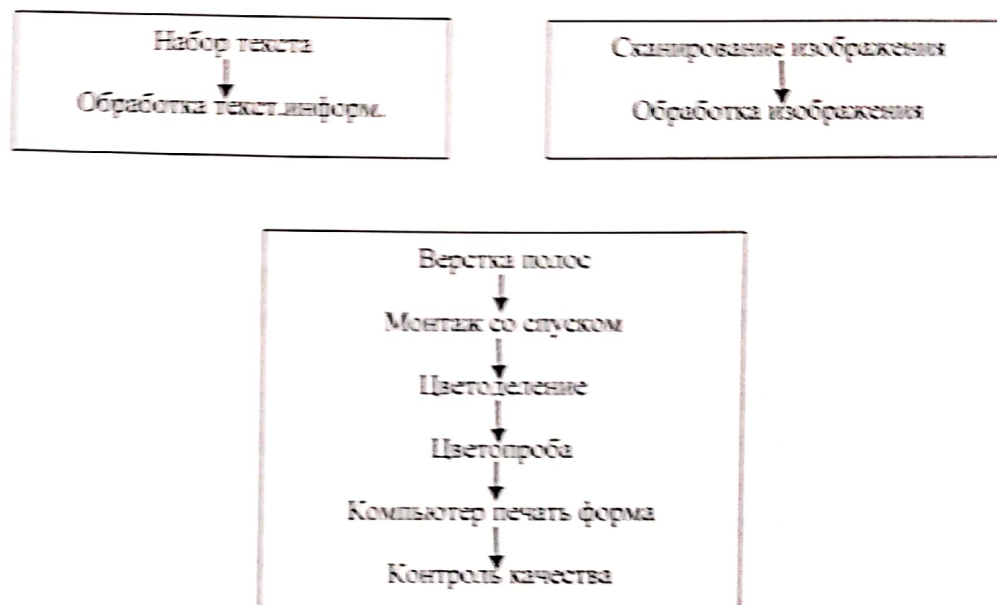 Набор текста
Обработка текст.информ.
Сканирование изображения
Обработка изображения
Верстка полос
Монтаж со спуском
Цветоделение
Цветопроба
Компьютер печать форма
Контроль качества